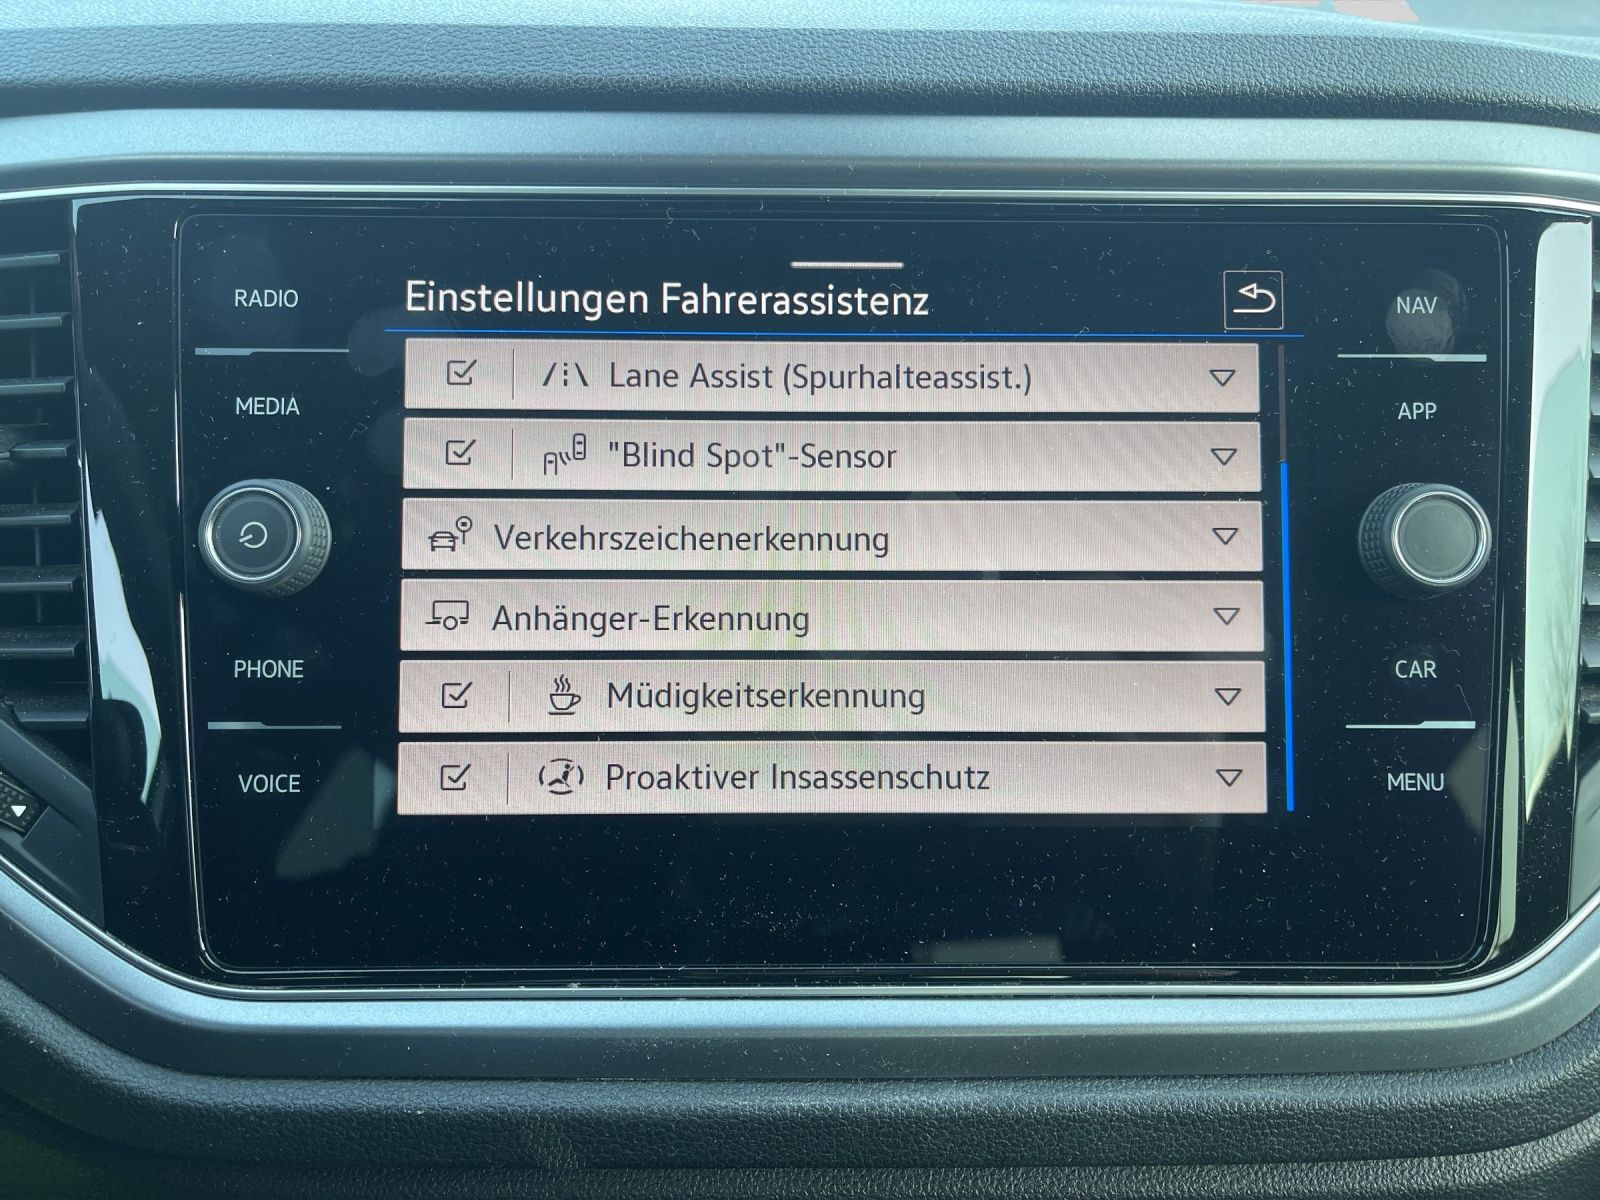 Einstellungen Fahrerassistenz
RADIO
MEDIA
PHONE
VOICE
Lane Assist (Spurhalteassist.)
"Blind Spot"-Sensor
Verkehrszeichenerkennung
Anhänger-Erkennung
Müdigkeitserkennung
Proaktiver Insassenschutz
NAV
APP
CAR
MENU